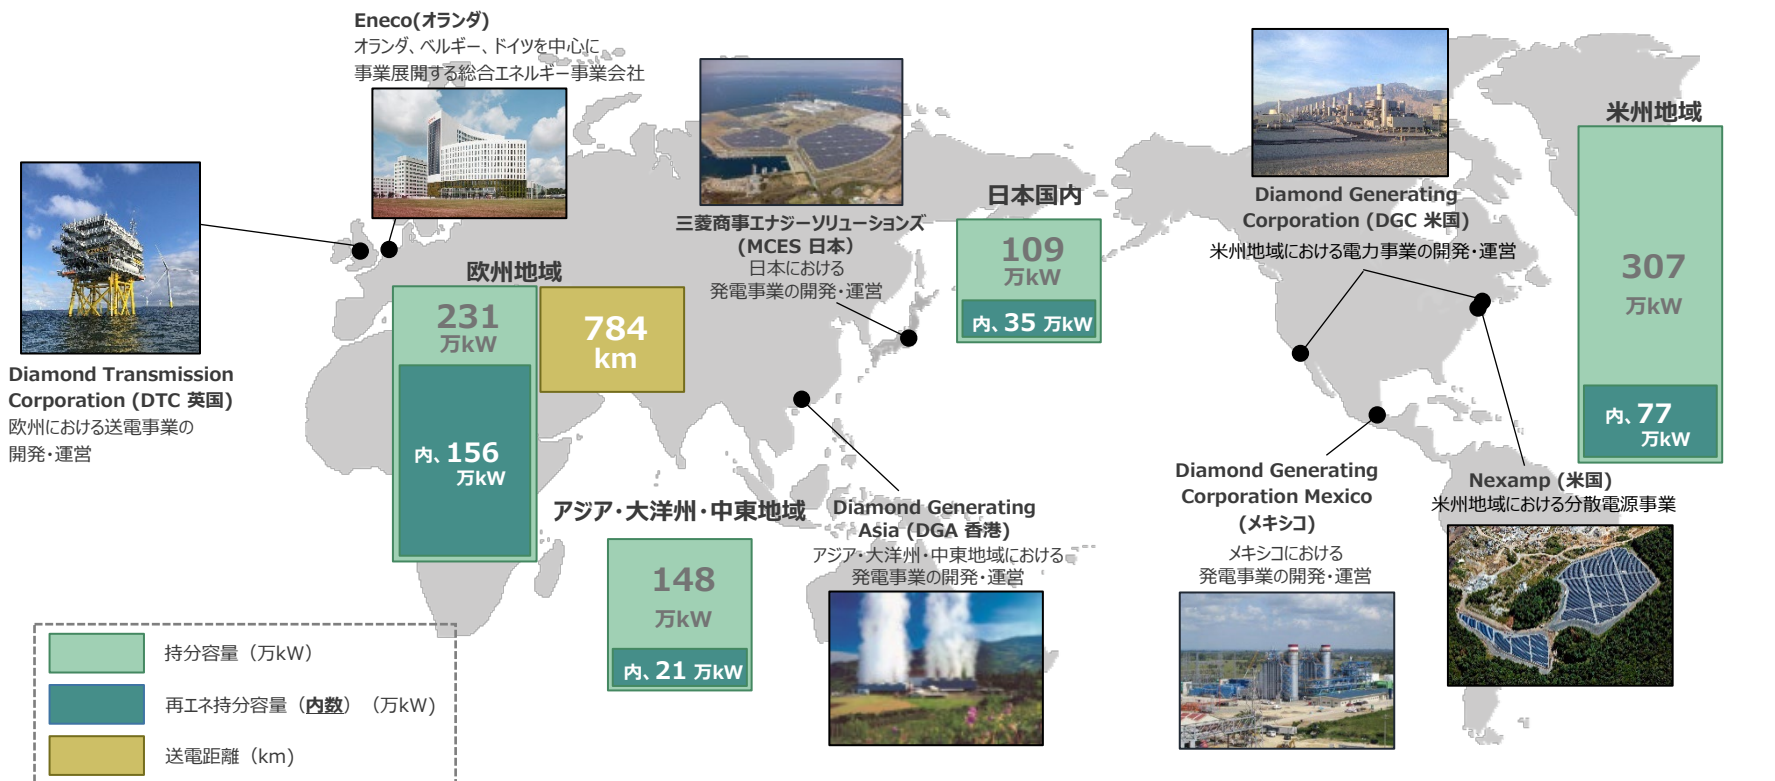 Eneco(オランダ)
オランダ、ベルギー、ドイツを中心に
事業展開する総合エネルギー事業会社
Diamond Transmission
Corporation (DTC 英国)
欧州における送電事業の
開発・運営
欧州地域
231
万kW
内、156
万kW
784
km
三菱商事エナジーソリューションズ
(MCES 日本)
日本における
発電事業の開発・運営
日本国内
109
万kW
内、35 万kW
アジア・大洋州・中東地域
148
万kW
内、21 万kW
Diamond Generating
Asia (DGA 香港)
アジア・大洋州・中東地域における
発電事業の開発・運営
Diamond Generating
Corporation (DGC 米国)
米州地域における電力事業の開発・運営
米州地域
307
万kW
内、77
万kW
Diamond Generating
Corporation Mexico
(メキシコ)
メキシコにおける
発電事業の開発・運営
Nexamp (米国)
米州地域における分散電源事業
持分容量（万kW）
再エネ持分容量（内数）（万kW)
送電距離（km）